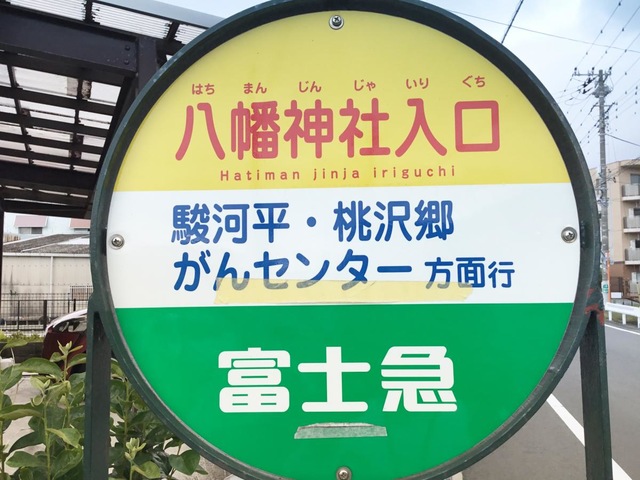 はちまんじんじゃいりぐち
八幡神社入口
Hatiman jinja iriguchi
駿河平・桃沢郷
がんセンター方面行
富士急